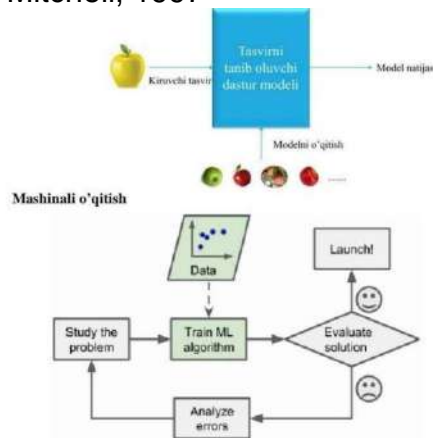 Tasvirni
tanib oluvchi
dastur modeli
Kiruvchi tasvir
Model natijas
Modelni o'qitish
......
Mashinali o'qitish
Data
Launch!
Study the
problem
Train ML
algorithm
Evaluate
solution
Analyze
errors